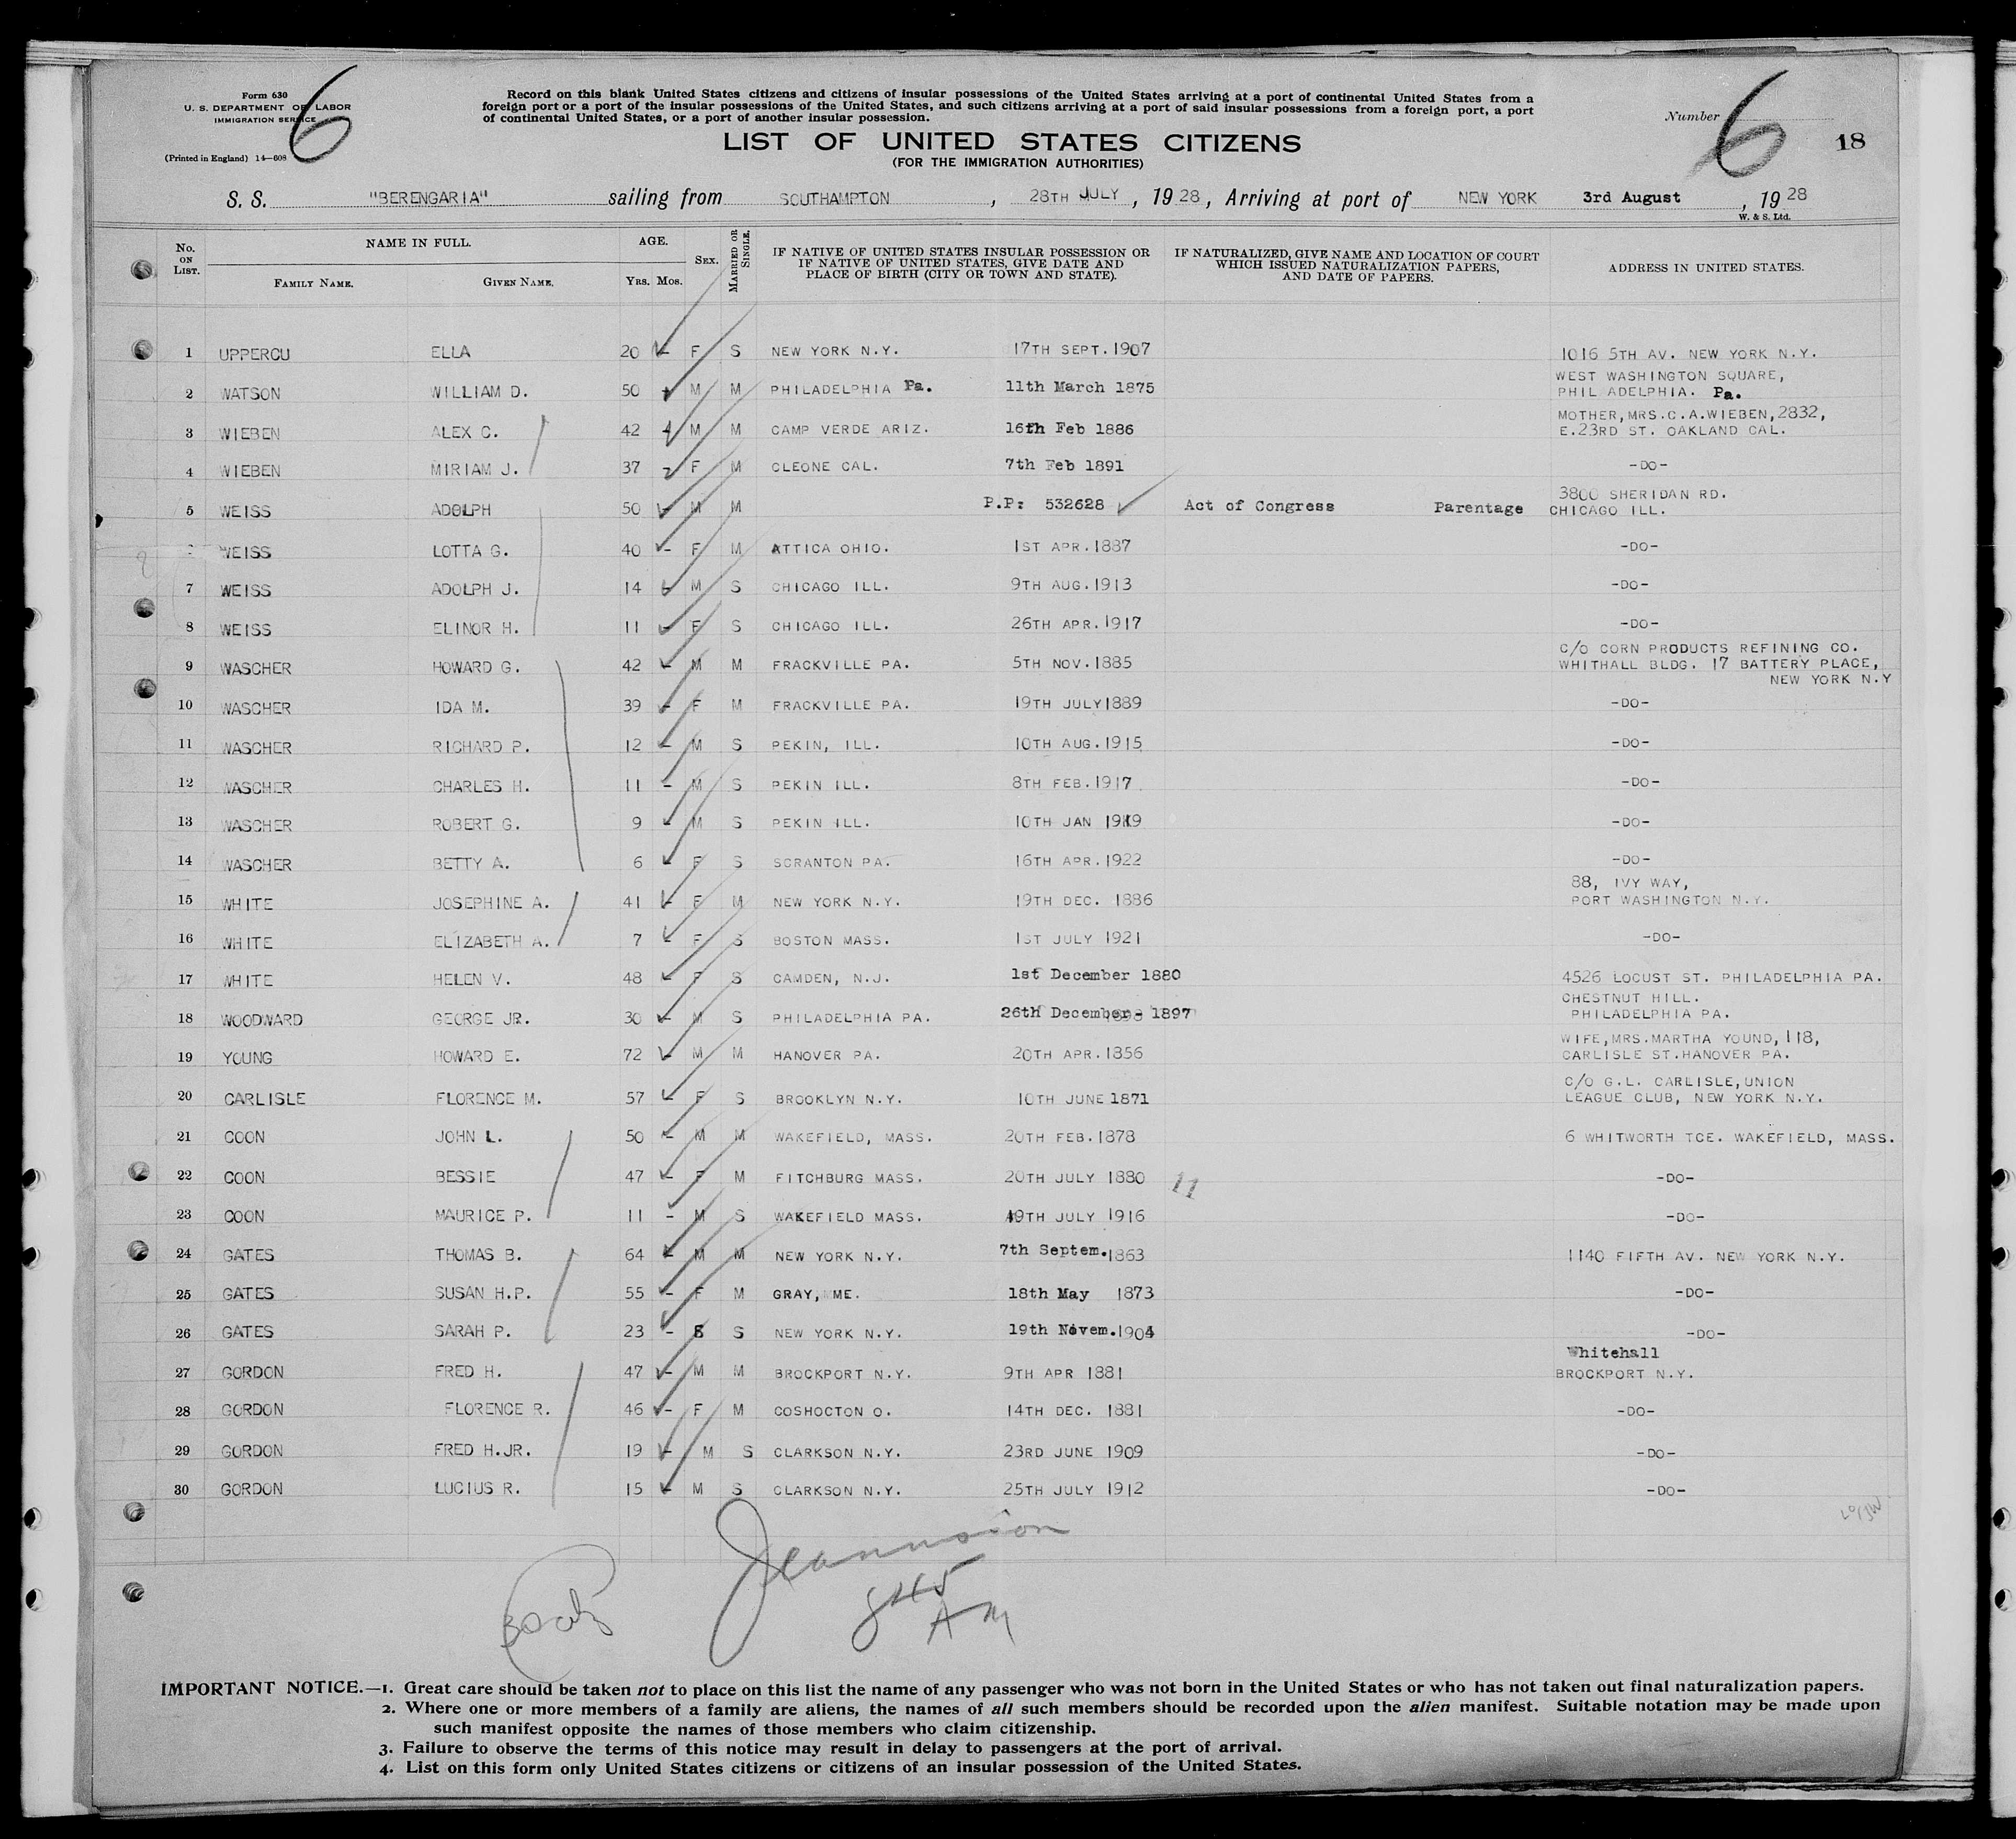 Form 630
U. S. DEPARTMENT OF LABOR
IMMIGRATION SERVICE
(Printed in England) 14—608
6
Record on this blank United States citizens and citizens of insular possessions of the United States arriving at a port of continental United States from a
foreign port or a port of the insular possessions of the United States, and such citizens arriving at a port of said insular possessions from a foreign port, a port
of continental United States, or a port of another insular possession.
LIST OF UNITED STATES CITIZENS
(FOR THE IMMIGRATION AUTHORITIES)
Number 6 18
S. S. "BERENGARIA" sailing from SOUTHAMPTON, 28TH JULY, 1928, Arriving at port of NEW YORK 3rd August, 1928
W. & S. Ltd.
No. ON LIST. NAME IN FULL. FAMILY NAME. GIVEN NAME. AGE. YRS. MOS. SEX. MARRIED OR SINGLE. IF NATIVE OF UNITED STATES INSULAR POSSESSION OR IF NATIVE OF UNITED STATES, GIVE DATE AND PLACE OF BIRTH (CITY OR TOWN AND STATE). IF NATURALIZED, GIVE NAME AND LOCATION OF COURT WHICH ISSUED NATURALIZATION PAPERS, AND DATE OF PAPERS. ADDRESS IN UNITED STATES.
1 UPPERCU ELLA 20 - F S NEW YORK N.Y. 17TH SEPT.1907 1016 5TH AV. NEW YORK N.Y.
2 WATSON WILLIAM D. 50 M M PHILADELPHIA Pa. 11th March 1875 WEST WASHINGTON SQUARE,
PHIL ADELPHIA. Pa.
3 WIEBEN ALEX C. 42 M M CAMP VERDE ARIZ. 16th Feb 1886 MOTHER,MRS.C.A.WIEBEN,2832,
E.23RD ST. OAKLAND CAL.
4 WIEBEN MIRIAM J. 37 F M CLEONE CAL. 7th Feb 1891 -DO-
5 WEISS ADOLPH 50 - M M P.P: 532628 Act of Congress Parentage 3800 SHERIDAN RD.
CHICAGO ILL.
WEISS LOTTA G. 40 - F M ATTICA OHIO. 1ST APR.1887 -DO-
7 WEISS ADOLPH J. 14 - M S CHICAGO ILL. 9TH AUG.1913 -DO-
8 WEISS ELINOR H. 11 - F S CHICAGO ILL. 26TH APR.1917 -DO-
9 WASCHER HOWARD G. 42 - M M FRACKVILLE PA. 5TH NOV.1885 C/O CORN PRODUCTS REFINING CO.
WHITHALL BLDG. 17 BATTERY PLACE,
NEW YORK N.Y
10 WASCHER IDA M. 39 - F M FRACKVILLE PA. 19TH JULY1889 -DO-
11 WASCHER RICHARD P. 12 - M S PEKIN, ILL. 10TH AUG.1915 -DO-
12 WASCHER CHARLES H. 11 - M S PEKIN ILL. 8TH FEB.1917 -DO-
13 WASCHER ROBERT G. 9 - M S PEKIN ILL. 10TH JAN 1919 -DO-
14 WASCHER BETTY A. 6 - F S SCRANTON PA. 16TH APR.1922 -DO-
15 WHITE JOSEPHINE A. 41 - F M NEW YORK N.Y. 19TH DEC. 1886 88, IVY WAY,
PORT WASHINGTON N.Y.
16 WHITE ELIZABETH A. 7 - F S BOSTON MASS. 1ST JULY 1921 -DO-
17 WHITE HELEN V. 48 - F S CAMDEN, N.J. 1st December 1880 4526 LOCUST ST. PHILADELPHIA PA.
18 WOODWARD GEORGE JR. 30 - M S PHILADELPHIA PA. 26th December- 1897 CHESTNUT HILL.
PHILADELPHIA PA.
19 YOUNG HOWARD E. 72 - M M HANOVER PA. 20TH APR.1856 WIFE,MRS.MARTHA YOUND,118,
CARLISLE ST.HANOVER PA.
20 CARLISLE FLORENCE M. 57 - F S BROOKLYN N.Y. 10TH JUNE 1871 C/O G.L. CARLISLE,UNION
LEAGUE CLUB, NEW YORK N.Y.
21 COON JOHN L. 50 - M M WAKEFIELD, MASS. 20TH FEB.1878 6 WHITWORTH TCE. WAKEFIELD, MASS.
22 COON BESSIE 47 - F M FITCHBURG MASS. 20TH JULY 1880 11 -DO-
23 COON MAURICE P. 11 - M S WAKEFIELD MASS. 19TH JULY 1916 -DO-
24 GATES THOMAS B. 64 - M M NEW YORK N.Y. 7th Septem.1863 1140 FIFTH AV. NEW YORK N.Y.
25 GATES SUSAN H.P. 55 - F M GRAY, ME. 18th May 1873 -DO-
26 GATES SARAH P. 23 - S NEW YORK N.Y. 19th Novem.1904 -DO-
27 GORDON FRED H. 47 - M M BROCKPORT N.Y. 9TH APR 1881 Whitehall
BROCKPORT N.Y.
28 GORDON FLORENCE R. 46 - F M COSHOCTON O. 14TH DEC. 1881 -DO-
29 GORDON FRED H.JR. 19 - M S CLARKSON N.Y. 23RD JUNE 1909 -DO-
30 GORDON LUCIUS R. 15 - M S CLARKSON N.Y. 25TH JULY 1912 -DO-
845
AM
IMPORTANT NOTICE.—1. Great care should be taken not to place on this list the name of any passenger who was not born in the United States or who has not taken out final naturalization papers.
2. Where one or more members of a family are aliens, the names of all such members should be recorded upon the alien manifest. Suitable notation may be made upon
such manifest opposite the names of those members who claim citizenship.
3. Failure to observe the terms of this notice may result in delay to passengers at the port of arrival.
4. List on this form only United States citizens or citizens of an insular possession of the United States.